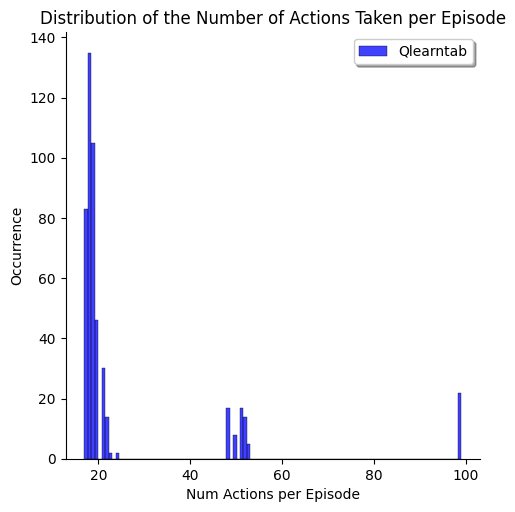 Distribution of the Number of Actions Taken per Episode
Qlearntab
Occurrence
140
120
100
80
60
40
20
0
20 40 60 80 100
Num Actions per Episode